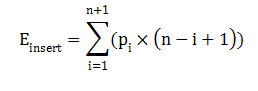 E_insert = ∑_{i=1}^{n+1} (p_i × (n − i + 1))